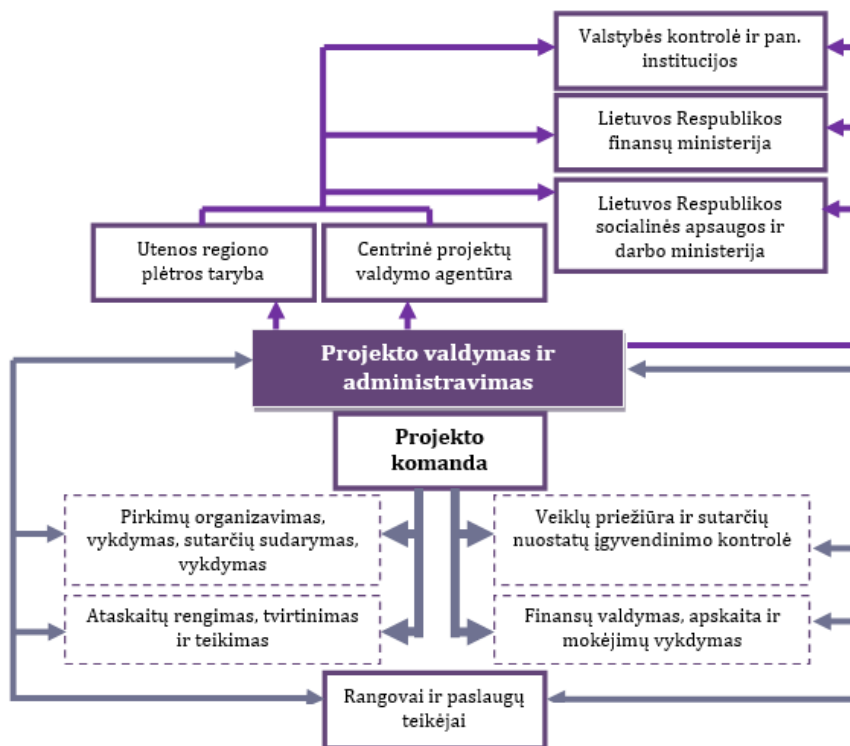 Valstybės kontrolė ir pan.
institucijos
Lietuvos Respublikos
finansų ministerija
Lietuvos Respublikos
socialinės apsaugos ir
darbo ministerija
Utenos regiono
plėtros taryba
Centrinė projektų
valdymo agentūra
Projekto valdymas ir
administravimas
Projekto
komanda
Pirkimų organizavimas,
vykdymas, sutarčių sudarymas,
vykdymas
Veiklų priežiūra ir sutarčių
nuostatų įgyvendinimo kontrolė
Ataskaitų rengimas, tvirtinimas
ir teikimas
Finansų valdymas, apskaita ir
mokėjimų vykdymas
Rangovai ir paslaugų
teikėjai